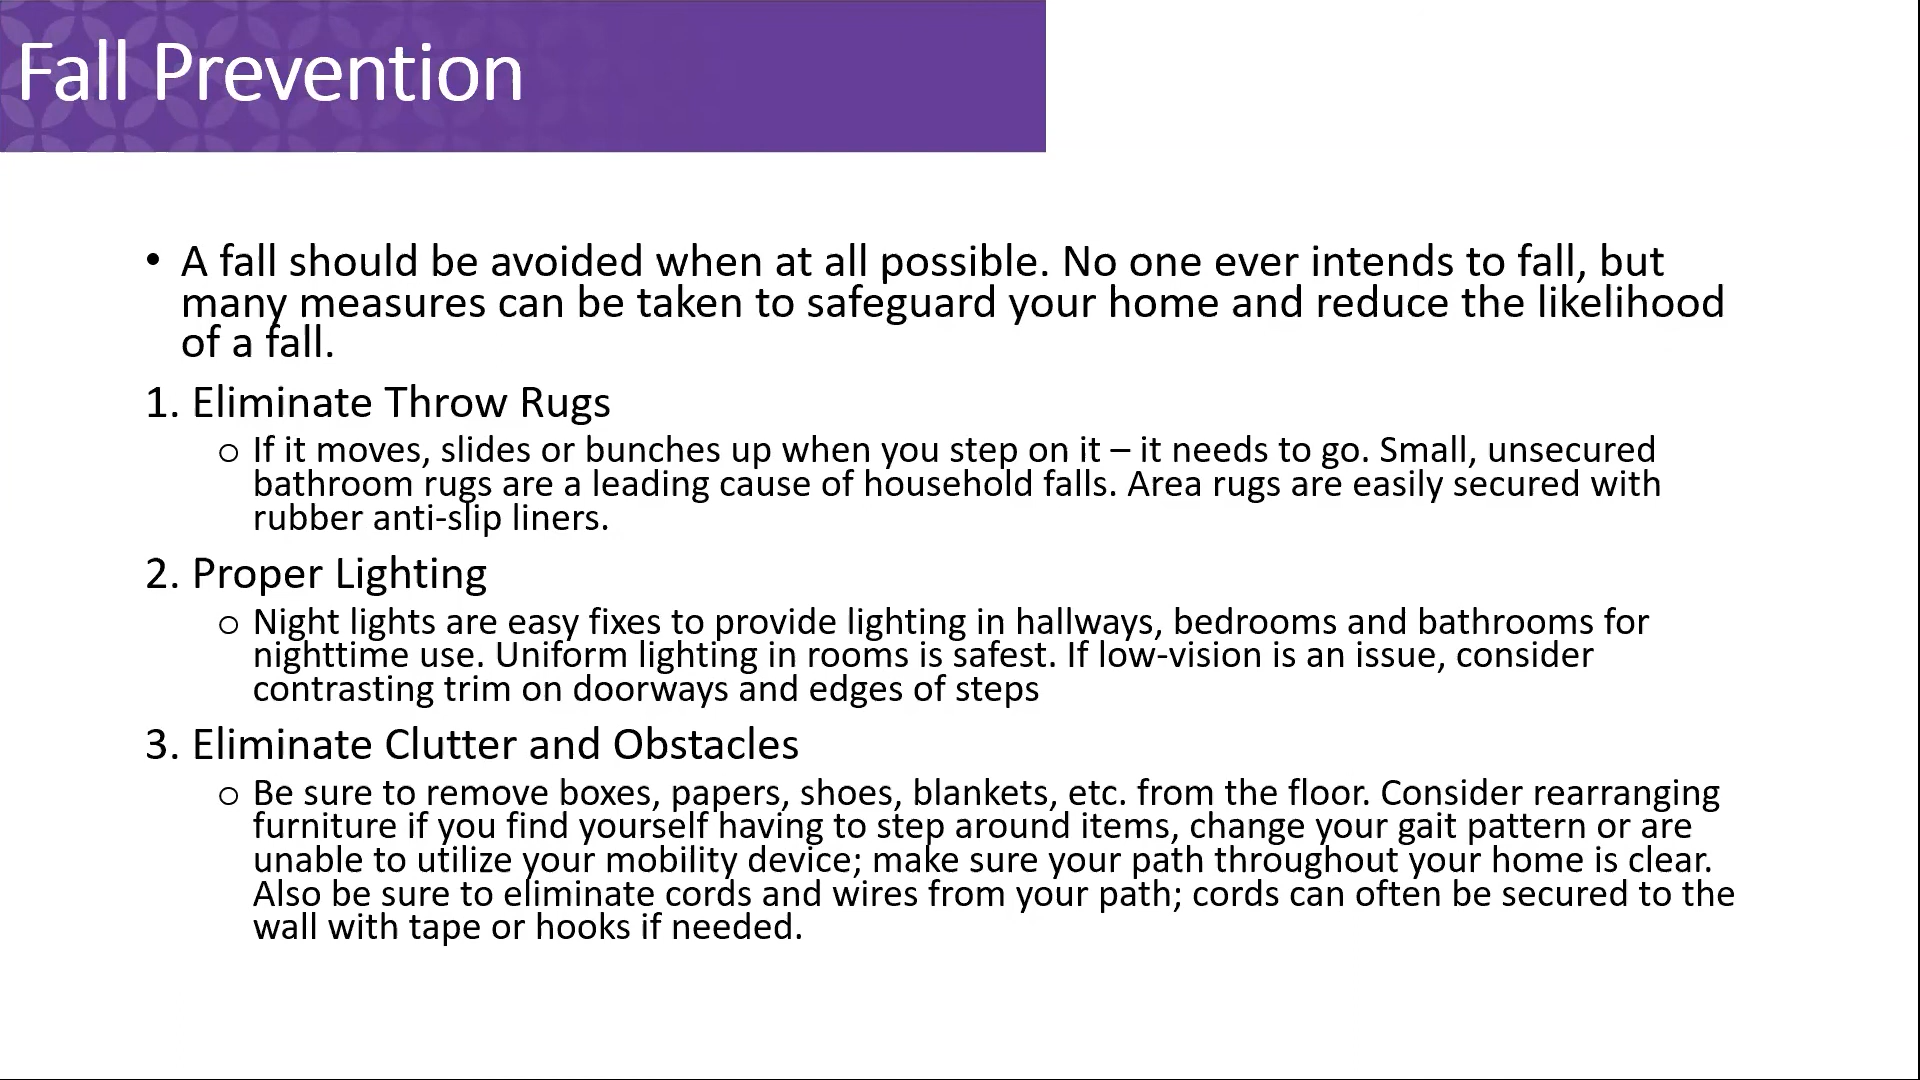 Fall Prevention
• A fall should be avoided when at all possible. No one ever intends to fall, but
many measures can be taken to safeguard your home and reduce the likelihood
of a fall.
1. Eliminate Throw Rugs
o If it moves, slides or bunches up when you step on it – it needs to go. Small, unsecured
bathroom rugs are a leading cause of household falls. Area rugs are easily secured with
rubber anti-slip liners.
2. Proper Lighting
o Night lights are easy fixes to provide lighting in hallways, bedrooms and bathrooms for
nighttime use. Uniform lighting in rooms is safest. If low-vision is an issue, consider
contrasting trim on doorways and edges of steps
3. Eliminate Clutter and Obstacles
o Be sure to remove boxes, papers, shoes, blankets, etc. from the floor. Consider rearranging
furniture if you find yourself having to step around items, change your gait pattern or are
unable to utilize your mobility device; make sure your path throughout your home is clear.
Also be sure to eliminate cords and wires from your path; cords can often be secured to the
wall with tape or hooks if needed.